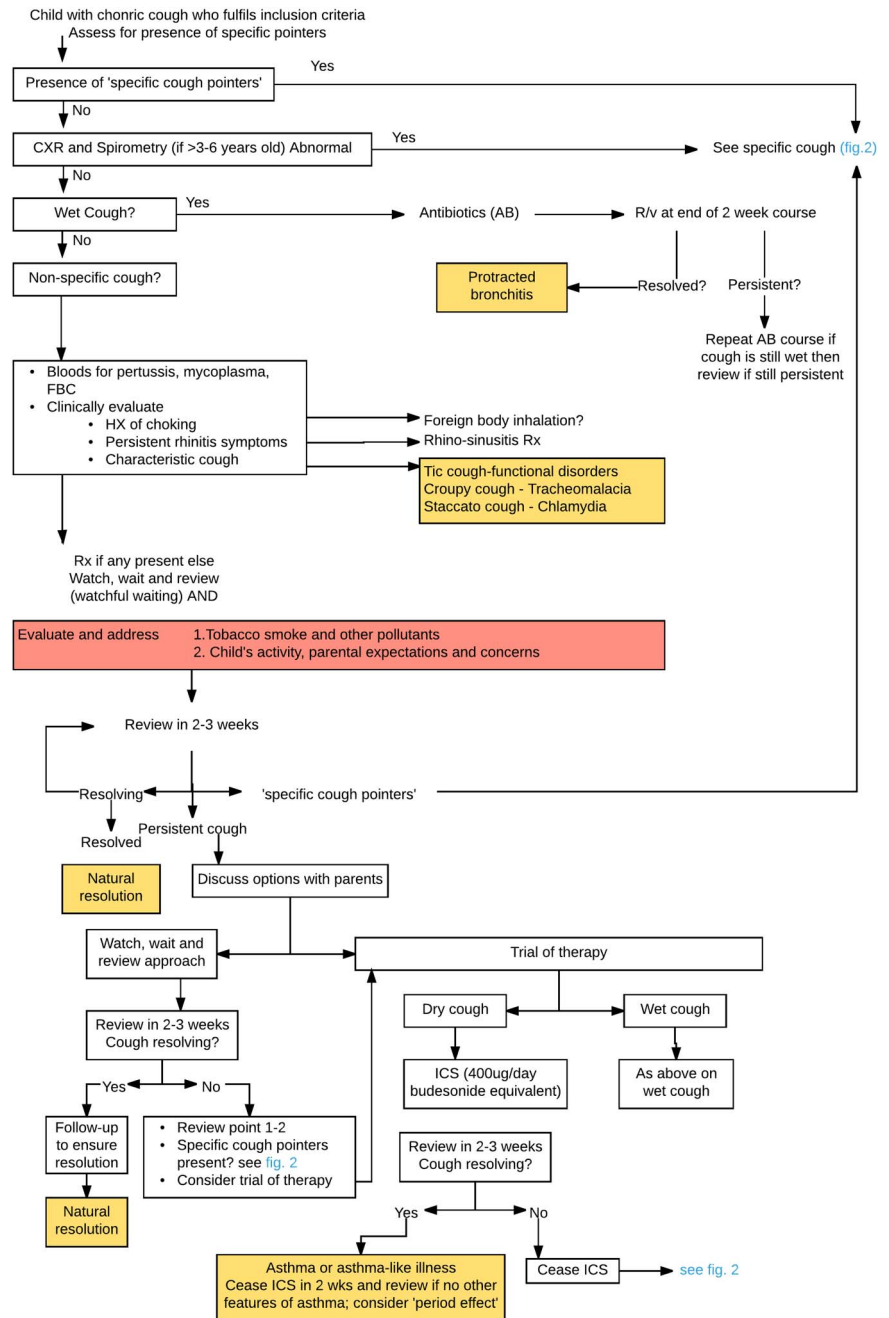 Child with chonric cough who fulfils inclusion criteria
Assess for presence of specific pointers
Presence of 'specific cough pointers'
Yes
No
CXR and Spirometry (if >3-6 years old) Abnormal
Yes
See specific cough (fig.2)
No
Wet Cough?
Yes
Antibiotics (AB)
R/v at end of 2 week course
No
Non-specific cough?
Protracted
bronchitis
Resolved?
Persistent?
Repeat AB course if
cough is still wet then
review if still persistent
• Bloods for pertussis, mycoplasma,
FBC
• Clinically evaluate
• HX of choking
• Persistent rhinitis symptoms
• Characteristic cough
Foreign body inhalation?
Rhino-sinusitis Rx
Tic cough-functional disorders
Croupy cough - Tracheomalacia
Staccato cough - Chlamydia
Rx if any present else
Watch, wait and review
(watchful waiting) AND
Evaluate and address 1.Tobacco smoke and other pollutants
2. Child's activity, parental expectations and concerns
Review in 2-3 weeks
Resolving
'specific cough pointers'
Persistent cough
Resolved
Natural
resolution
Discuss options with parents
Watch, wait and
review approach
Trial of therapy
Review in 2-3 weeks
Cough resolving?
Dry cough
Wet cough
ICS (400ug/day
budesonide equivalent)
As above on
wet cough
Yes
No
Follow-up
to ensure
resolution
• Review point 1-2
• Specific cough pointers
present? see fig. 2
• Consider trial of therapy
Review in 2-3 weeks
Cough resolving?
Natural
resolution
Yes
No
Asthma or asthma-like illness
Cease ICS in 2 wks and review if no other
features of asthma; consider 'period effect'
Cease ICS
see fig. 2